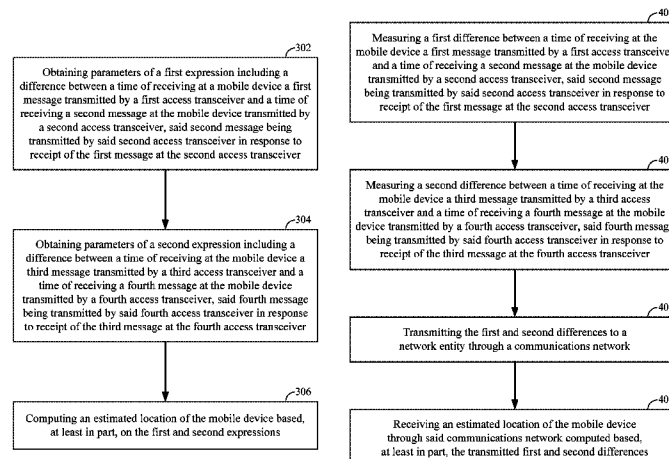 302
Obtaining parameters of a first expression including a
difference between a time of receiving at a mobile device a first
message transmitted by a first access transceiver and a time of
receiving a second message at the mobile device transmitted by
a second access transceiver, said second message being
transmitted by said second access transceiver in response to
receipt of the first message at the second access transceiver
304
Obtaining parameters of a second expression including a
difference between a time of receiving at the mobile device a
third message transmitted by a third access transceiver and a
time of receiving a fourth message at the mobile device
transmitted by a fourth access transceiver, said fourth message
being transmitted by said fourth access transceiver in response
to receipt of the third message at the fourth access transceiver
306
Computing an estimated location of the mobile device based,
at least in part, on the first and second expressions
40
Measuring a first difference between a time of receiving at the
mobile device a first message transmitted by a first access transceive
and a time of receiving a second message at the mobile device
transmitted by a second access transceiver, said second message
being transmitted by said second access transceiver in response to
receipt of the first message at the second access transceiver
40
Measuring a second difference between a time of receiving at the
mobile device a third message transmitted by a third access
transceiver and a time of receiving a fourth message at the mobile
device transmitted by a fourth access transceiver, said fourth message
being transmitted by said fourth access transceiver in response to
receipt of the third message at the fourth access transceiver
40
Transmitting the first and second differences to a
network entity through a communications network
40
Receiving an estimated location of the mobile device
through said communications network computed based,
at least in part, the transmitted first and second differences